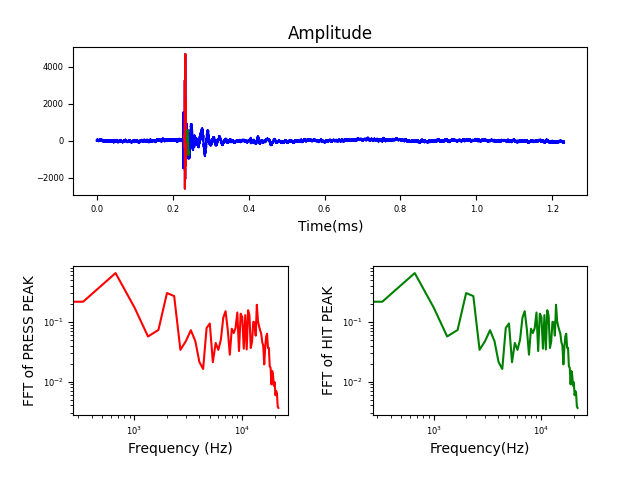 Amplitude
4000
2000
0
−2000
0.0 0.2 0.4 0.6 0.8 1.0 1.2
Time(ms)
FFT of PRESS PEAK
10⁻¹
10⁻²
10³ 10⁴
Frequency (Hz)
FFT of HIT PEAK
10⁻¹
10⁻²
10³ 10⁴
Frequency(Hz)